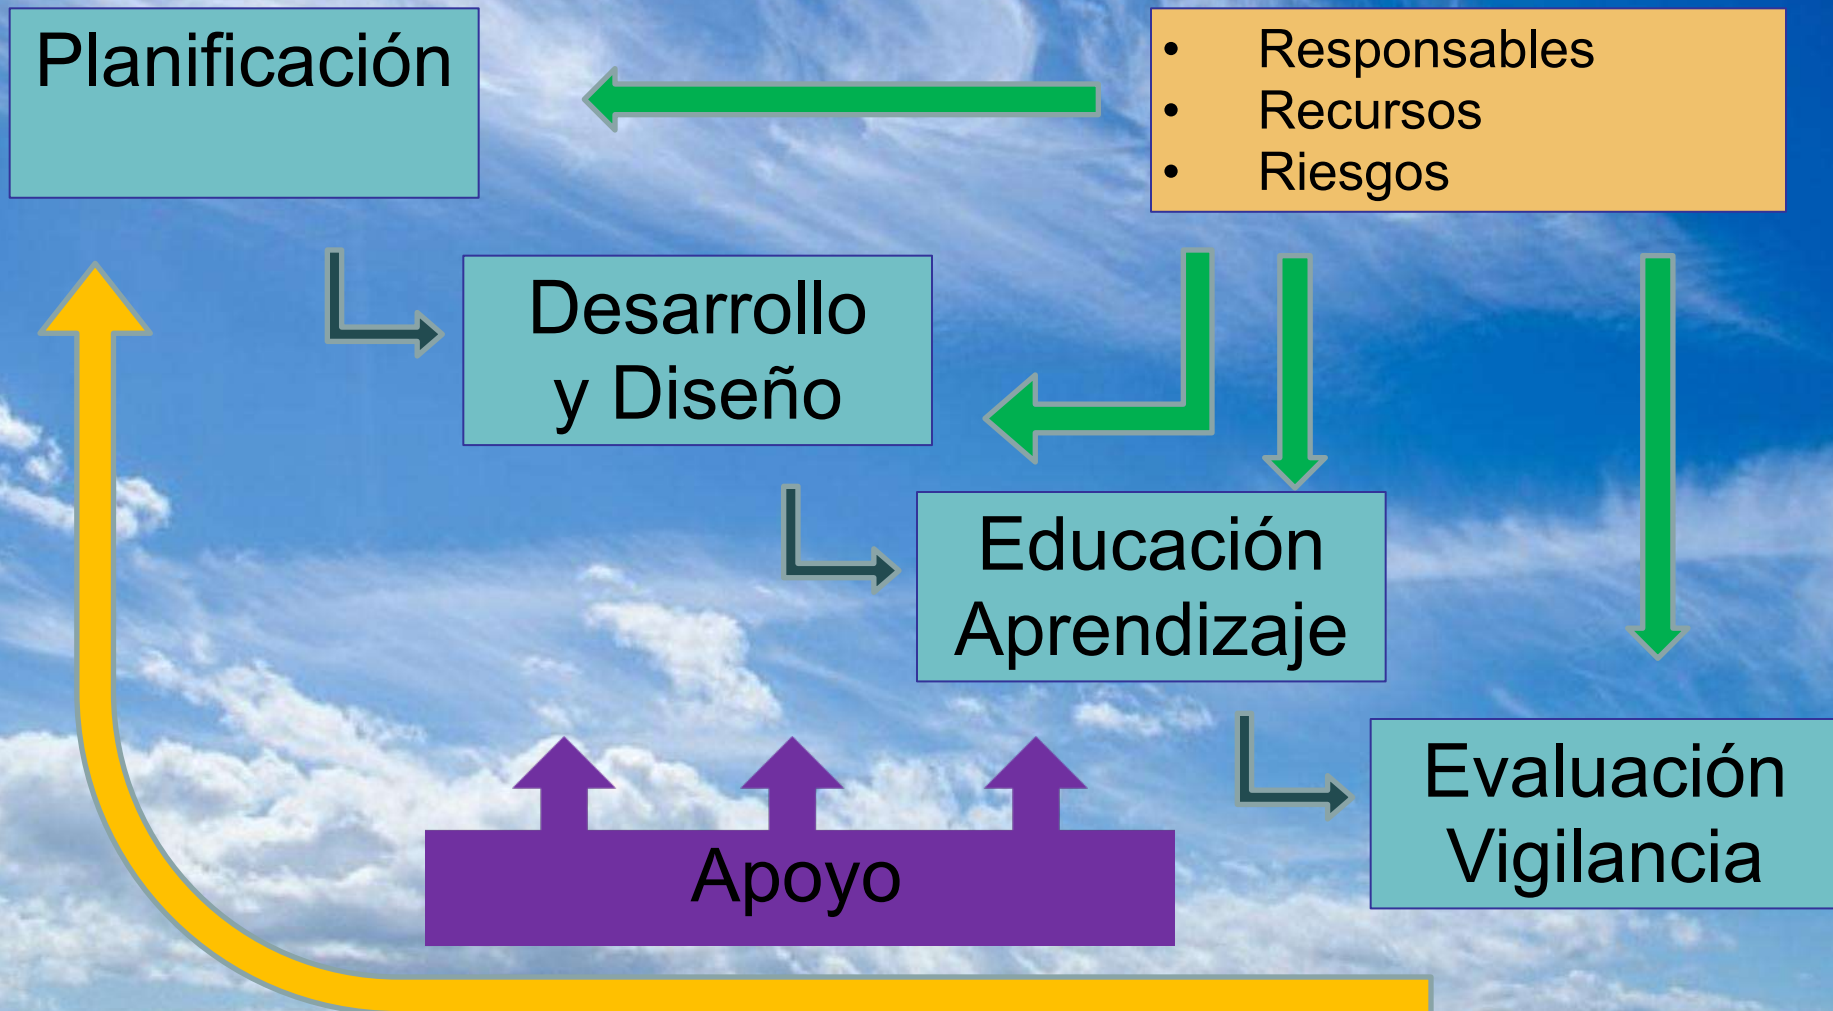 Planificación
• Responsables
• Recursos
• Riesgos
Desarrollo
y Diseño
Educación
Aprendizaje
Evaluación
Vigilancia
Apoyo